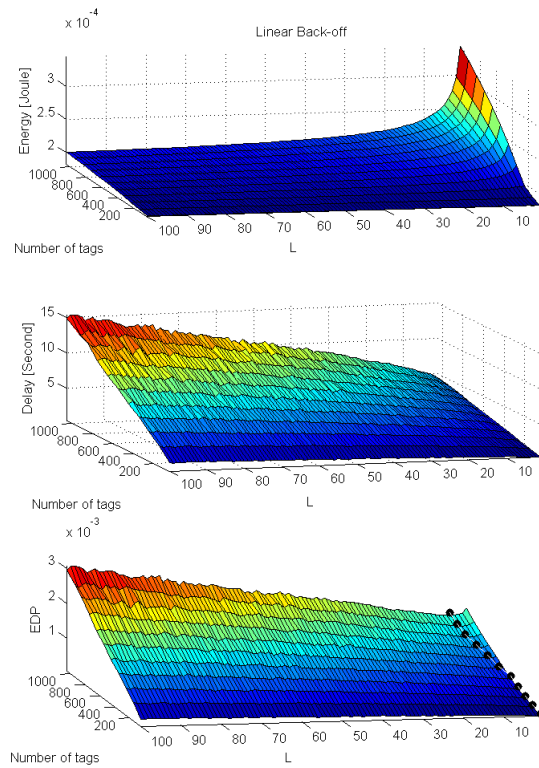 x 10⁻⁴
Linear Back-off
Energy [Joule]
3
2.5
2
1000
800
600
400
200
Number of tags
100 90 80 70 60 50 40 30 20 10
L
Delay [Second]
15
10
5
1000
800
600
400
200
Number of tags
100 90 80 70 60 50 40 30 20 10
L
x 10⁻³
EDP
3
2
1
1000
800
600
400
200
Number of tags
100 90 80 70 60 50 40 30 20 10
L